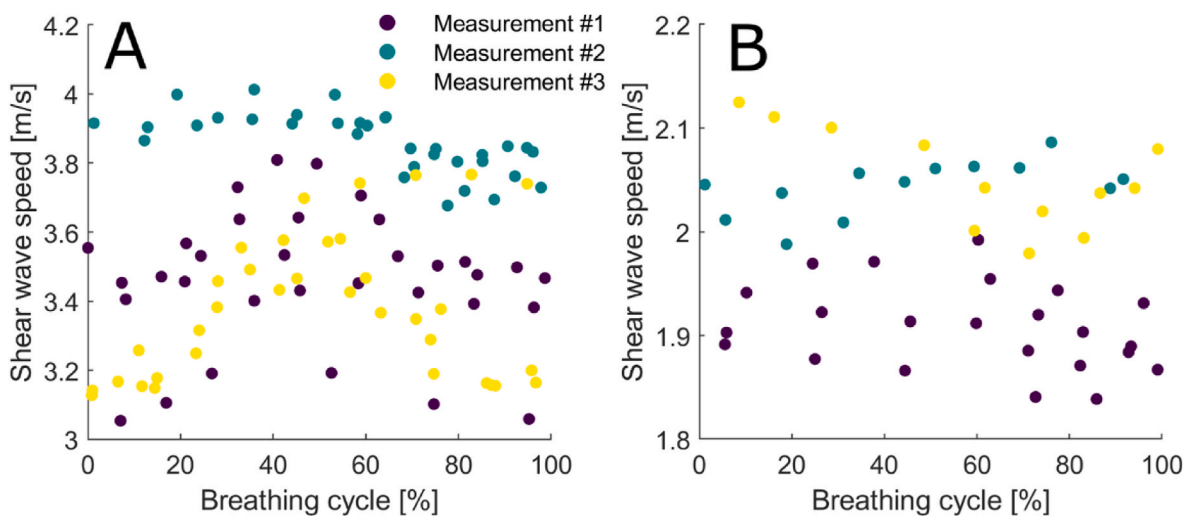 A
Measurement #1
Measurement #2
Measurement #3
Shear wave speed [m/s]
4.2
4
3.8
3.6
3.4
3.2
3
0 20 40 60 80 100
Breathing cycle [%]
B
Shear wave speed [m/s]
2.2
2.1
2
1.9
1.8
0 20 40 60 80 100
Breathing cycle [%]